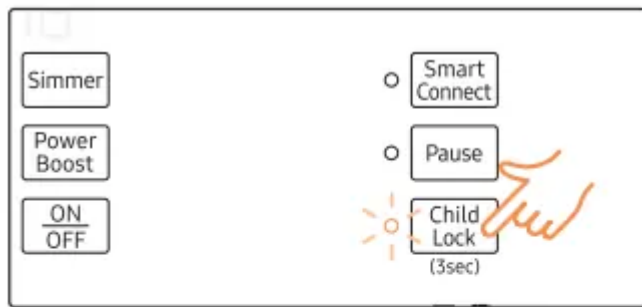 Simmer
Smart
Connect
Power
Boost
Pause
ON
OFF
Child
Lock
(3sec)